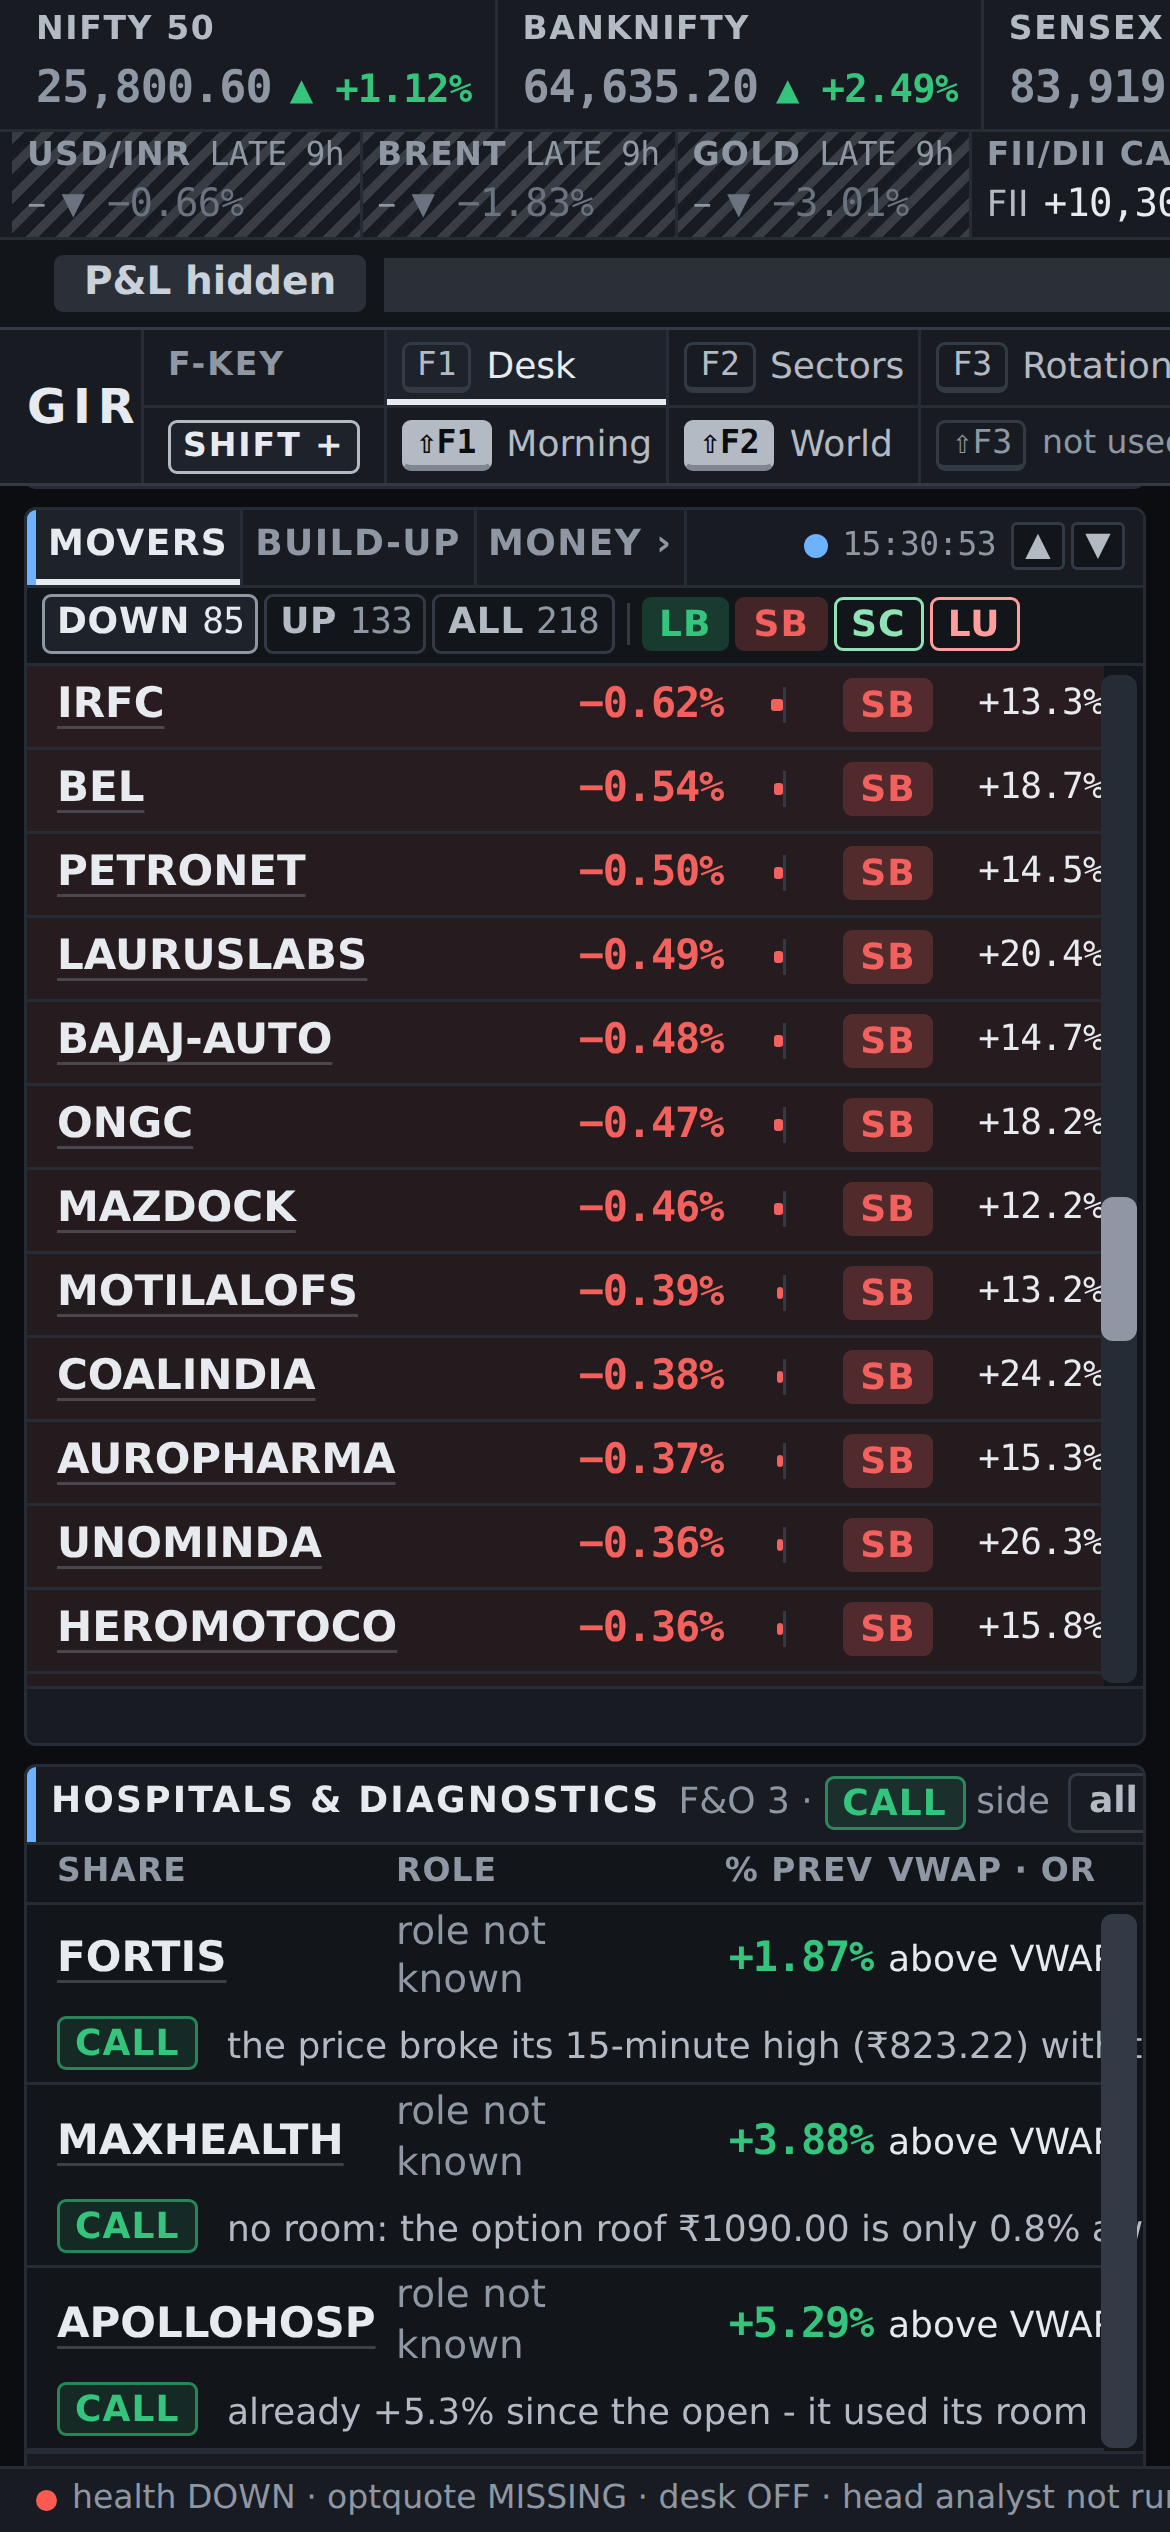 NIFTY 50 BANKNIFTY SENSEX
25,800.60 ▲ +1.12% 64,635.20 ▲ +2.49% 83,919
USD/INR LATE 9h BRENT LATE 9h GOLD LATE 9h FII/DII CA
– ▼ −0.66% – ▼ −1.83% – ▼ −3.01% FII +10,30
P&L hidden
GIR
F-KEY F1 Desk F2 Sectors F3 Rotation
SHIFT + ⇧F1 Morning ⇧F2 World ⇧F3 not used
MOVERS BUILD-UP MONEY › ● 15:30:53 ▲ ▼
DOWN 85 UP 133 ALL 218 LB SB SC LU
IRFC −0.62% SB +13.3%
BEL −0.54% SB +18.7%
PETRONET −0.50% SB +14.5%
LAURUSLABS −0.49% SB +20.4%
BAJAJ-AUTO −0.48% SB +14.7%
ONGC −0.47% SB +18.2%
MAZDOCK −0.46% SB +12.2%
MOTILALOFS −0.39% SB +13.2%
COALINDIA −0.38% SB +24.2%
AUROPHARMA −0.37% SB +15.3%
UNOMINDA −0.36% SB +26.3%
HEROMOTOCO −0.36% SB +15.8%
HOSPITALS & DIAGNOSTICS F&O 3 · CALL side all
SHARE ROLE % PREV VWAP · OR
FORTIS role not known +1.87% above VWAP
CALL the price broke its 15-minute high (₹823.22) with
MAXHEALTH role not known +3.88% above VWAP
CALL no room: the option roof ₹1090.00 is only 0.8%
APOLLOHOSP role not known +5.29% above VWAP
CALL already +5.3% since the open - it used its room
● health DOWN · optquote MISSING · desk OFF · head analyst not